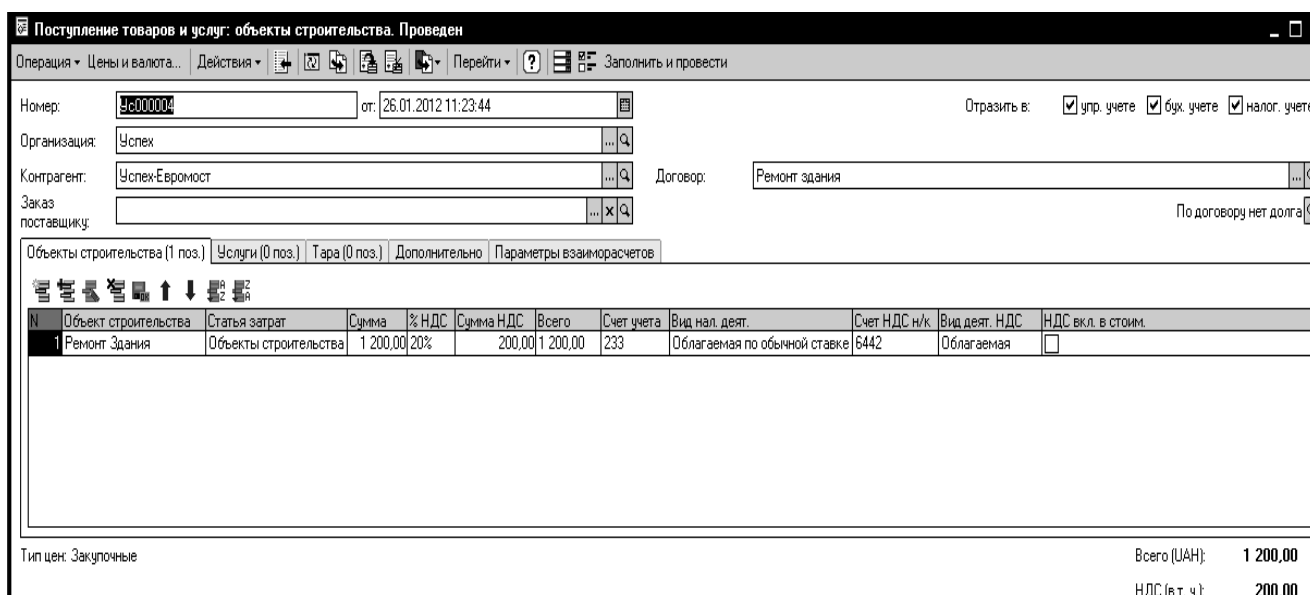 Поступление товаров и услуг: объекты строительства. Проведен
Операция Цены и валюта... Действия Перейти ? Заполнить и провести
Номер: Ус000004 от: 26.01.2012 11:23:44 Отразить в: упр. учете бух. учете налог. учете
Организация: Успех
Контрагент: Успех-Евромост Договор: Ремонт здания
Заказ
поставщику: По договору нет долга
Объекты строительства (1 поз.) Услуги (0 поз.) Тара (0 поз.) Дополнительно Параметры взаиморасчетов
N Объект строительства Статья затрат Сумма % НДС Сумма НДС Всего Счет учета Вид нал. деят. Счет НДС н/к Вид деят. НДС НДС вкл. в стоим.
1 Ремонт Здания Объекты строительства 1 200,00 20% 200,00 1 200,00 233 Облагаемая по обычной ставке 6442 Облагаемая
Тип цен: Закупочные Всего (UAH): 1 200,00
НДС (в т. ч.): 200,00